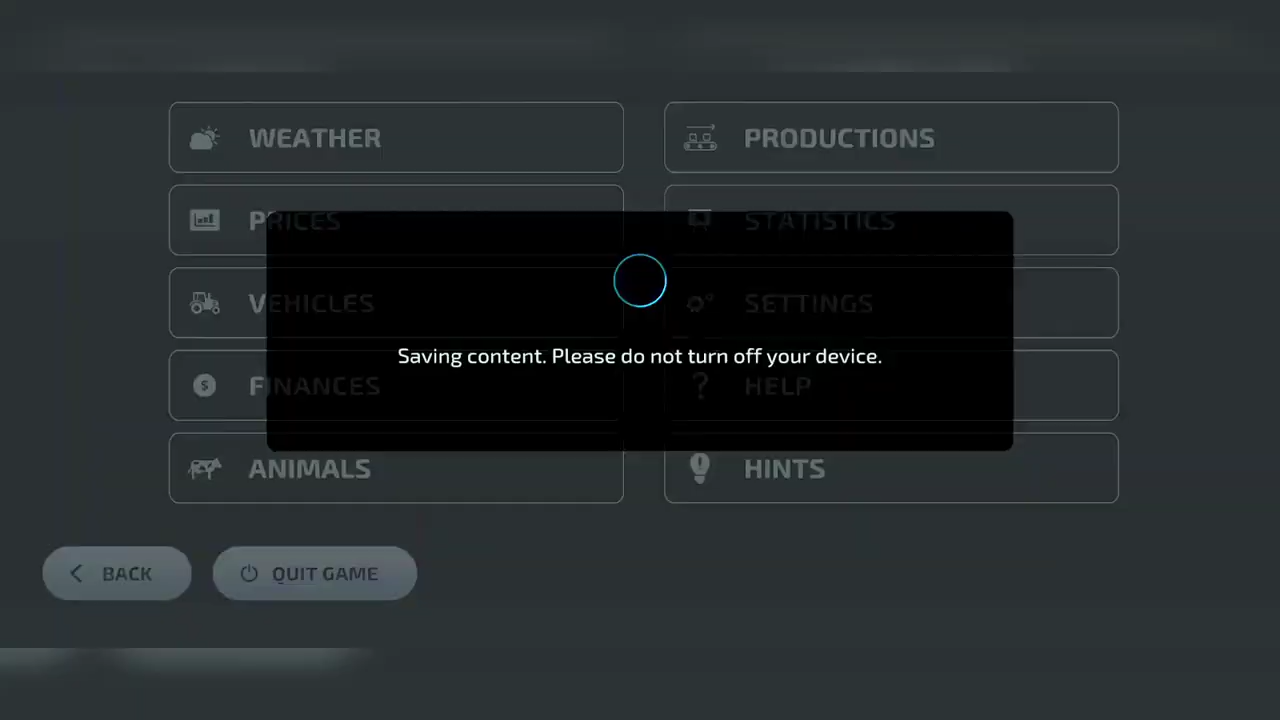 WEATHER
PRODUCTIONS
PRICES
STATISTICS
VEHICLES
SETTINGS
Saving content. Please do not turn off your device.
FINANCES
HELP
ANIMALS
HINTS
BACK
QUIT GAME